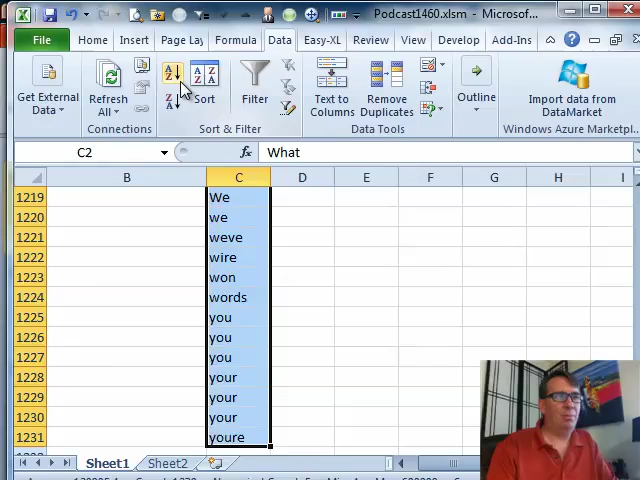 Podcast1460.xlsm - Microsof...
File Home Insert Page Lay Formula Data Easy-XL Review View Develop Add-Ins
Get External Data
Refresh All
Connections
Sort
Filter
Sort & Filter
Text to Columns
Remove Duplicates
Data Tools
Outline
Import data from DataMarket
Windows Azure Marketpl...
C2 fx What
B C D E F G H I
1219 We
1220 we
1221 weve
1222 wire
1223 won
1224 words
1225 you
1226 you
1227 you
1228 your
1229 your
1230 your
1231 youre
Sheet1 Sheet2